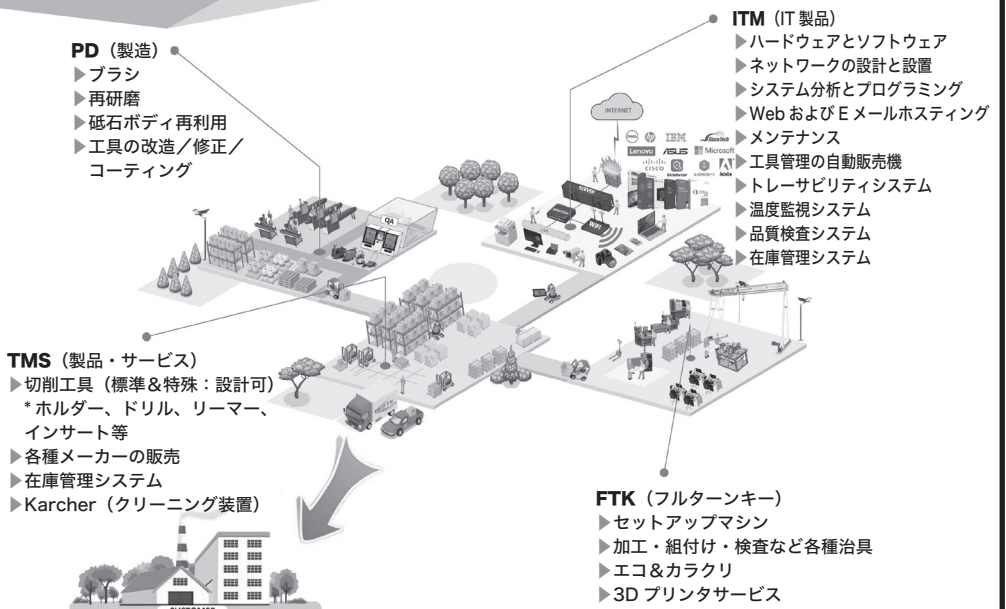 PD（製造）
▶ブラシ
▶再研磨
▶砥石ボディ再利用
▶工具の改造／修正／
コーティング
ITM（IT 製品）
▶ハードウェアとソフトウェア
▶ネットワークの設計と設置
▶システム分析とプログラミング
▶Web および E メールホスティング
▶メンテナンス
▶工具管理の自動販売機
▶トレーサビリティシステム
▶温度監視システム
▶品質検査システム
▶在庫管理システム
INTERNET
DELL hp IBM
Lenovo ASUS Microsoft
CISCO
Adobe
SERVER
WiFi
QA
TMS（製品・サービス）
▶切削工具（標準＆特殊：設計可）
* ホルダー、ドリル、リーマー、
インサート等
▶各種メーカーの販売
▶在庫管理システム
▶Karcher（クリーニング装置）
FTK（フルターンキー）
▶セットアップマシン
▶加工・組付け・検査など各種治具
▶エコ＆カラクリ
▶3D プリンタサービス
CUSTOMER